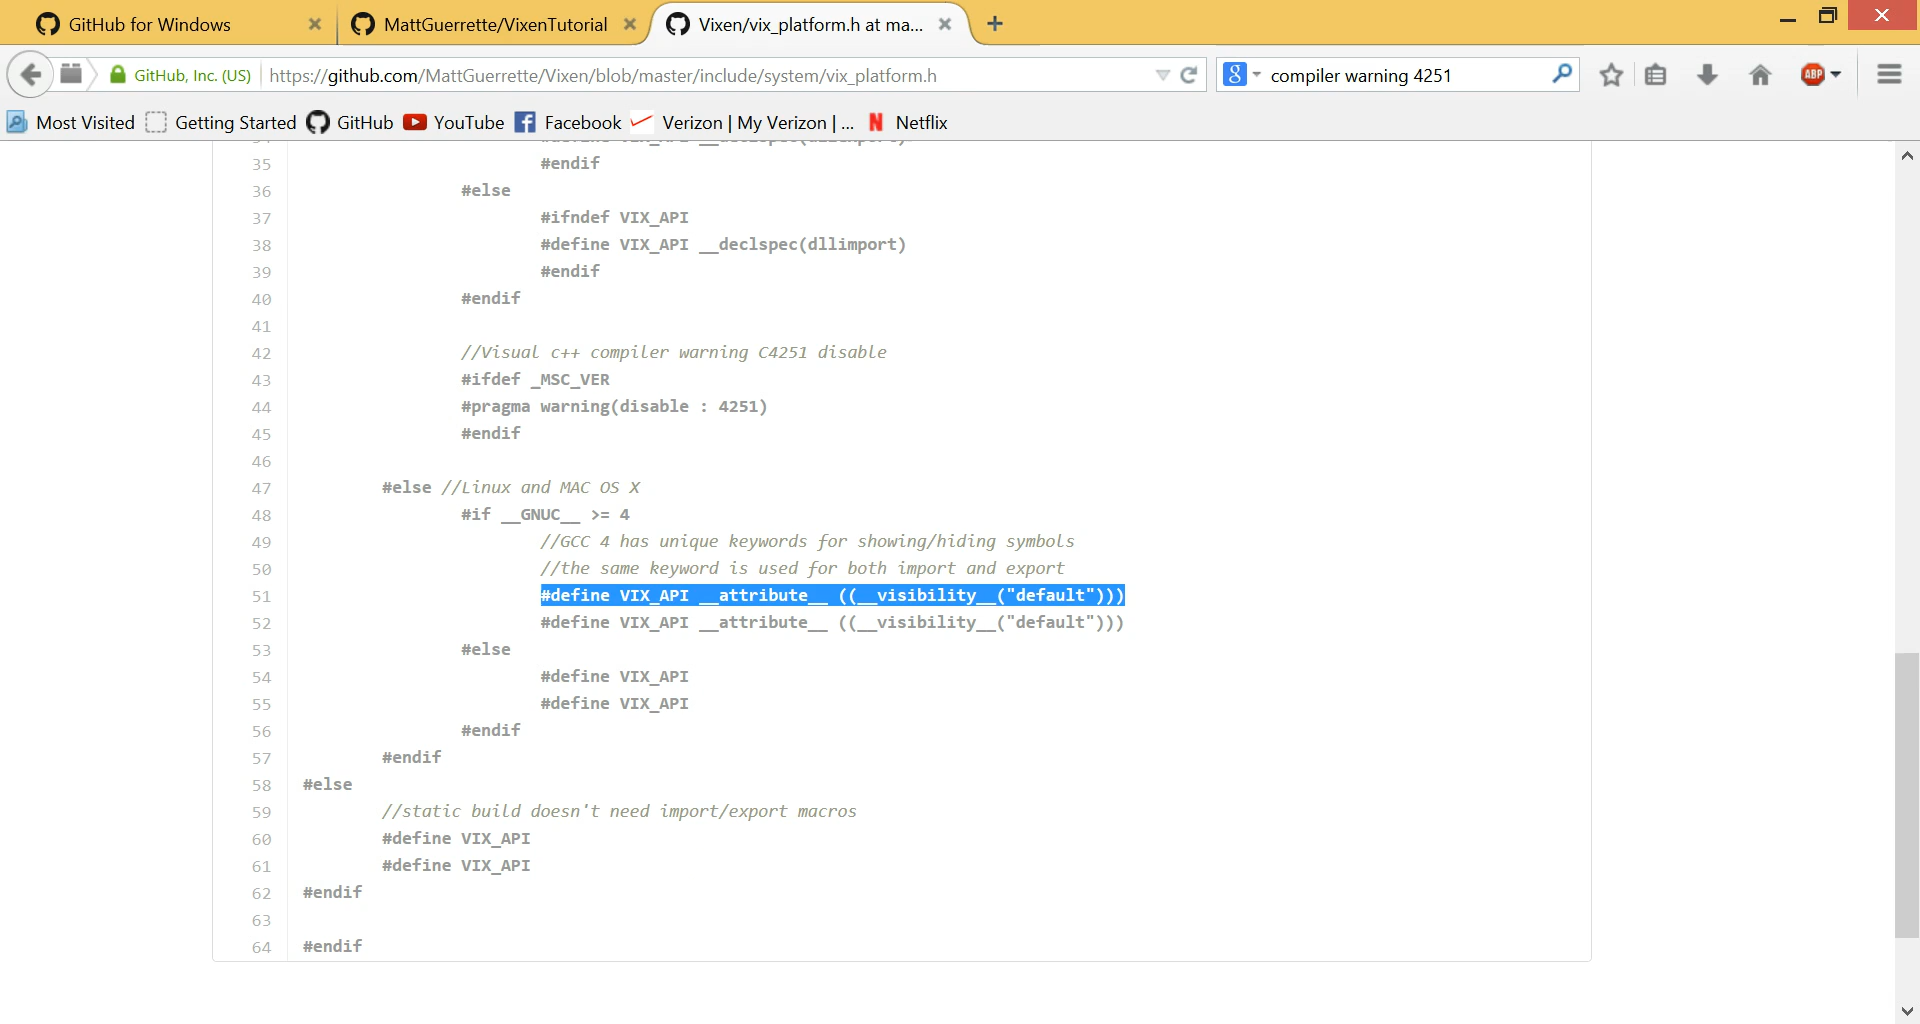 GitHub for Windows
MattGuerrette/VixenTutorial
Vixen/vix_platform.h at ma...
GitHub, Inc. (US)
https://github.com/MattGuerrette/Vixen/blob/master/include/system/vix_platform.h
8
compiler warning 4251
ABP
Most Visited
Getting Started
GitHub
YouTube
Facebook
Verizon | My Verizon | ...
Netflix
34 #define VIX_API __declspec(dllexport)
35 #endif
36 #else
37 #ifndef VIX_API
38 #define VIX_API __declspec(dllimport)
39 #endif
40 #endif
41
42 //Visual c++ compiler warning C4251 disable
43 #ifdef _MSC_VER
44 #pragma warning(disable : 4251)
45 #endif
46
47 #else //Linux and MAC OS X
48 #if __GNUC__ >= 4
49 //GCC 4 has unique keywords for showing/hiding symbols
50 //the same keyword is used for both import and export
51 #define VIX_API __attribute__ ((__visibility__("default")))
52 #define VIX_API __attribute__ ((__visibility__("default")))
53 #else
54 #define VIX_API
55 #define VIX_API
56 #endif
57 #endif
58 #else
59 //static build doesn't need import/export macros
60 #define VIX_API
61 #define VIX_API
62 #endif
63
64 #endif